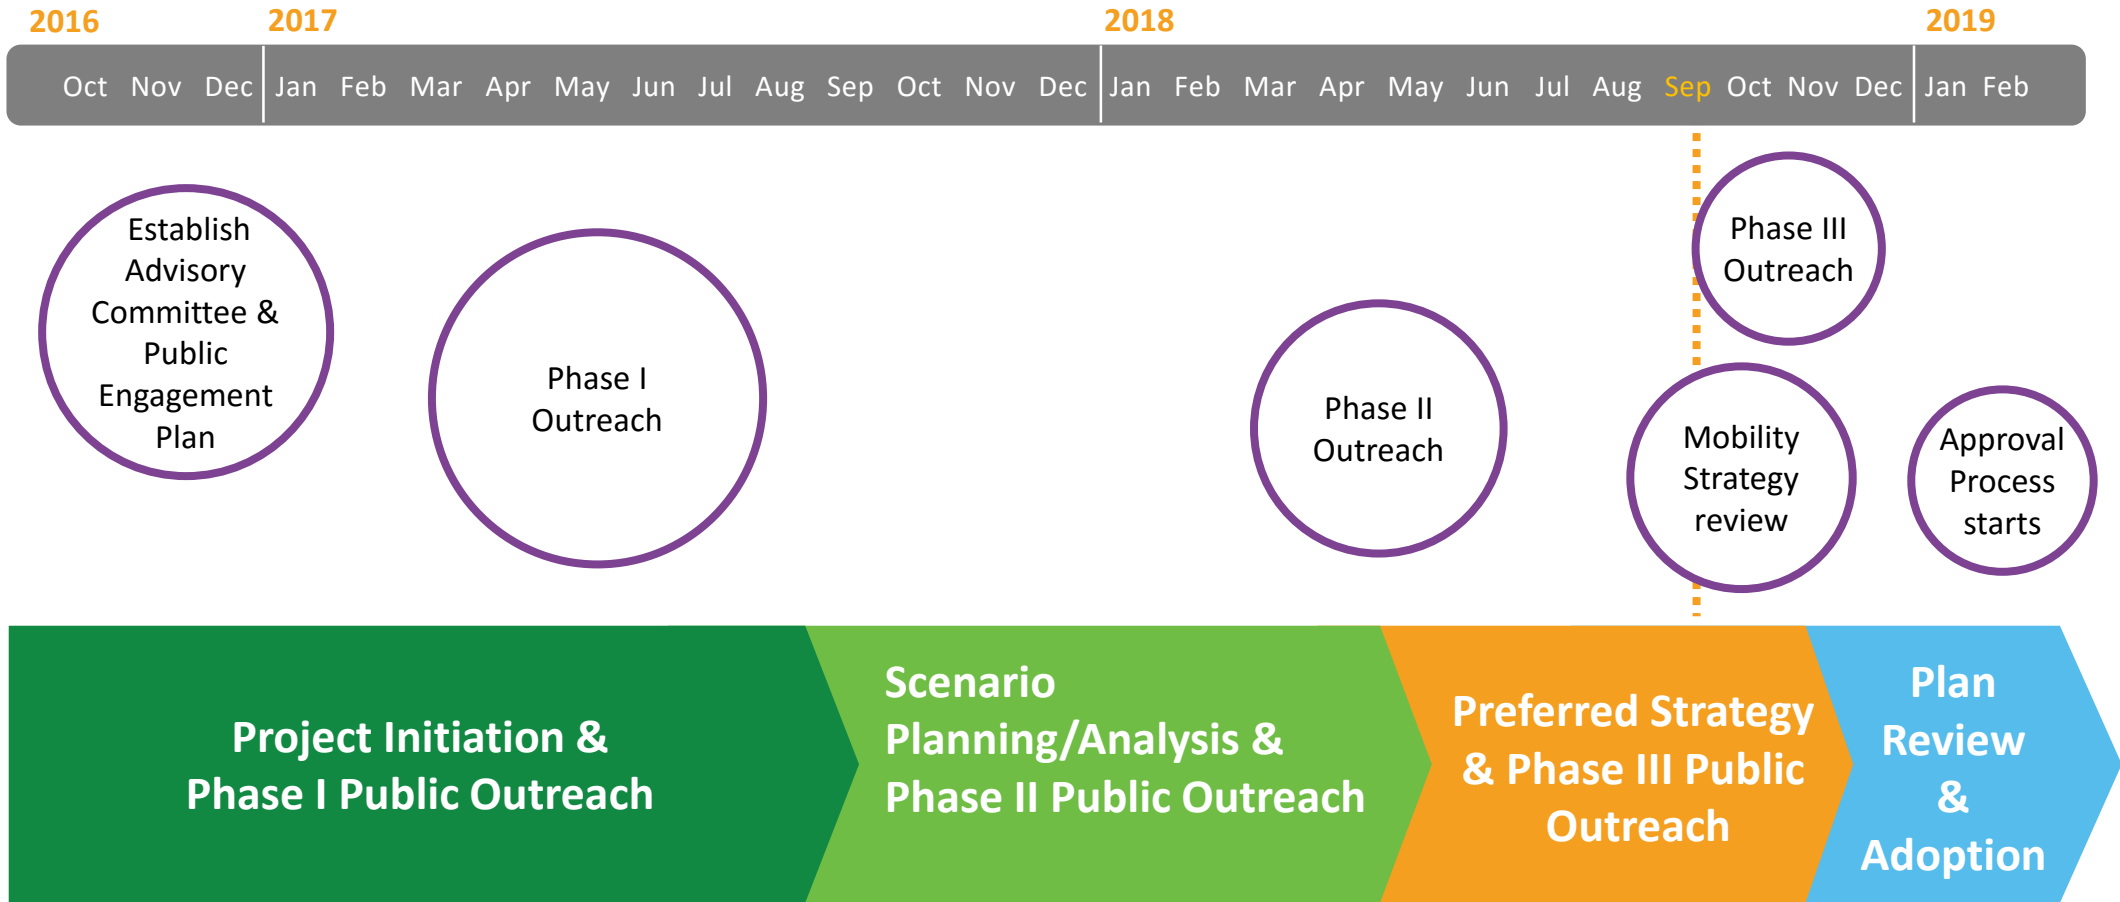 2016 2017 2018 2019
Oct Nov Dec Jan Feb Mar Apr May Jun Jul Aug Sep Oct Nov Dec Jan Feb Mar Apr May Jun Jul Aug Sep Oct Nov Dec Jan Feb
Establish
Advisory
Committee &
Public
Engagement
Plan
Phase I
Outreach
Phase II
Outreach
Phase III
Outreach
Mobility
Strategy
review
Approval
Process
starts
Project Initiation &
Phase I Public Outreach
Scenario
Planning/Analysis &
Phase II Public Outreach
Preferred Strategy
& Phase III Public
Outreach
Plan
Review
&
Adoption